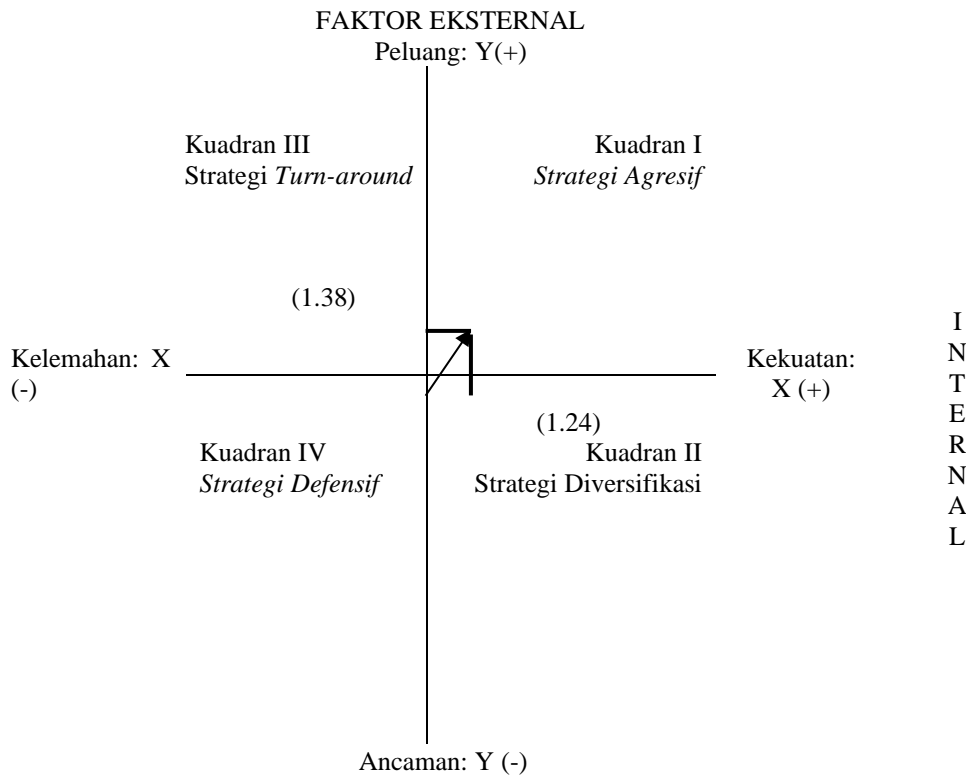 FAKTOR EKSTERNAL
Peluang: Y(+)
Kuadran III
Strategi Turn-around
Kuadran I
Strategi Agresif
(1.38)
Kelemahan: X
(-)
Kekuatan:
X (+)
I
N
T
E
R
N
A
L
(1.24)
Kuadran IV
Strategi Defensif
Kuadran II
Strategi Diversifikasi
Ancaman: Y (-)